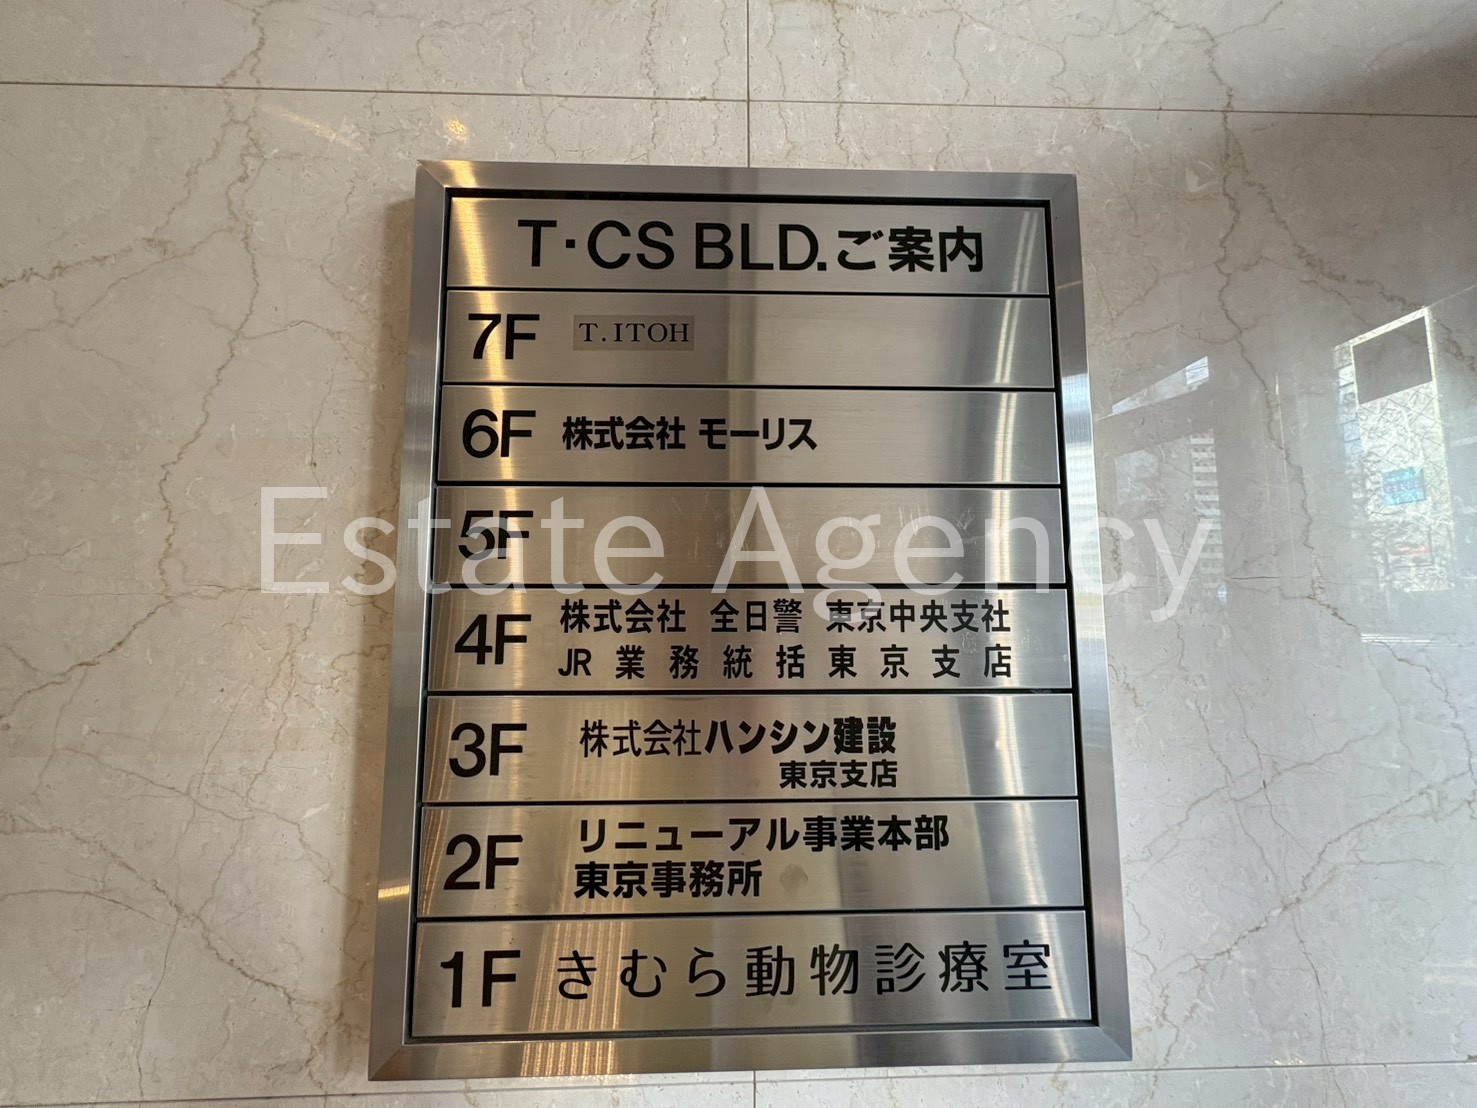 T・CS BLD.ご案内
7F T.ITOH
6F 株式会社 モーリス
5F
4F 株式会社 全日警 東京中央支社
JR 業務統括東京支店
3F 株式会社ハンシン建設
東京支店
2F リニューアル事業本部
東京事務所
1F きむら動物診療室
Estate Agency